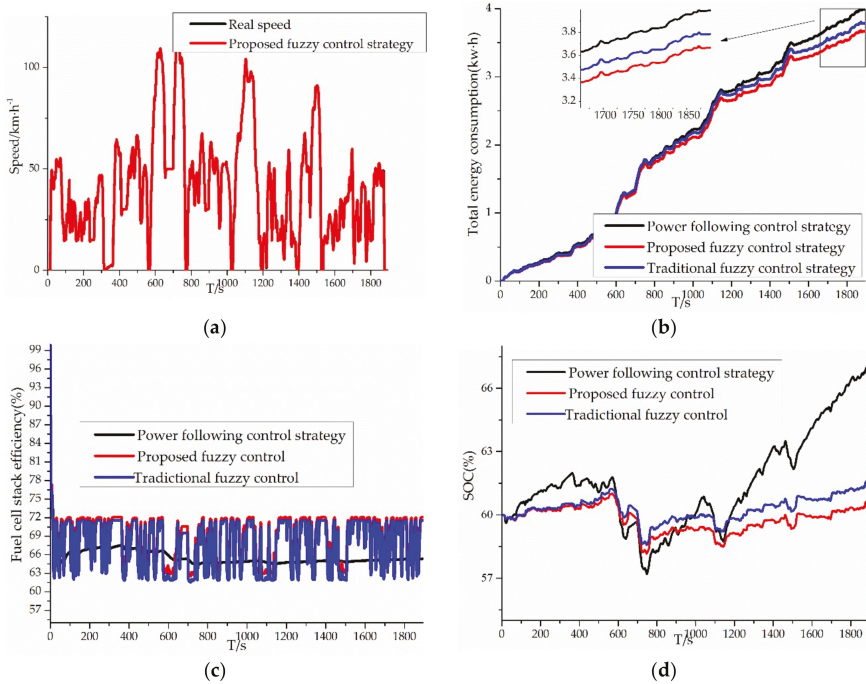 Real speed
Proposed fuzzy control strategy
Speed/km·h⁻¹
100
50
0
0 200 400 600 800 1000 1200 1400 1600 1800
T/s
(a)
Total energy consumption(kw·h)
4
3
2
1
0
3.8
3.6
3.4
3.2
1700 1750 1800 1850
Power following control strategy
Proposed fuzzy control strategy
Traditional fuzzy control strategy
0 200 400 600 800 1000 1200 1400 1600 1800
T/s
(b)
Fuel cell stack efficiency(%)
99
96
93
90
87
84
81
78
75
72
69
66
63
60
57
Power following control strategy
Proposed fuzzy control
Tradictional fuzzy control
0 200 400 600 800 1000 1200 1400 1600 1800
T/s
(c)
SOC(%)
66
63
60
57
Power following control strategy
Proposed fuzzy control
Tradictional fuzzy control
0 200 400 600 800 1000 1200 1400 1600 1800
T/s
(d)